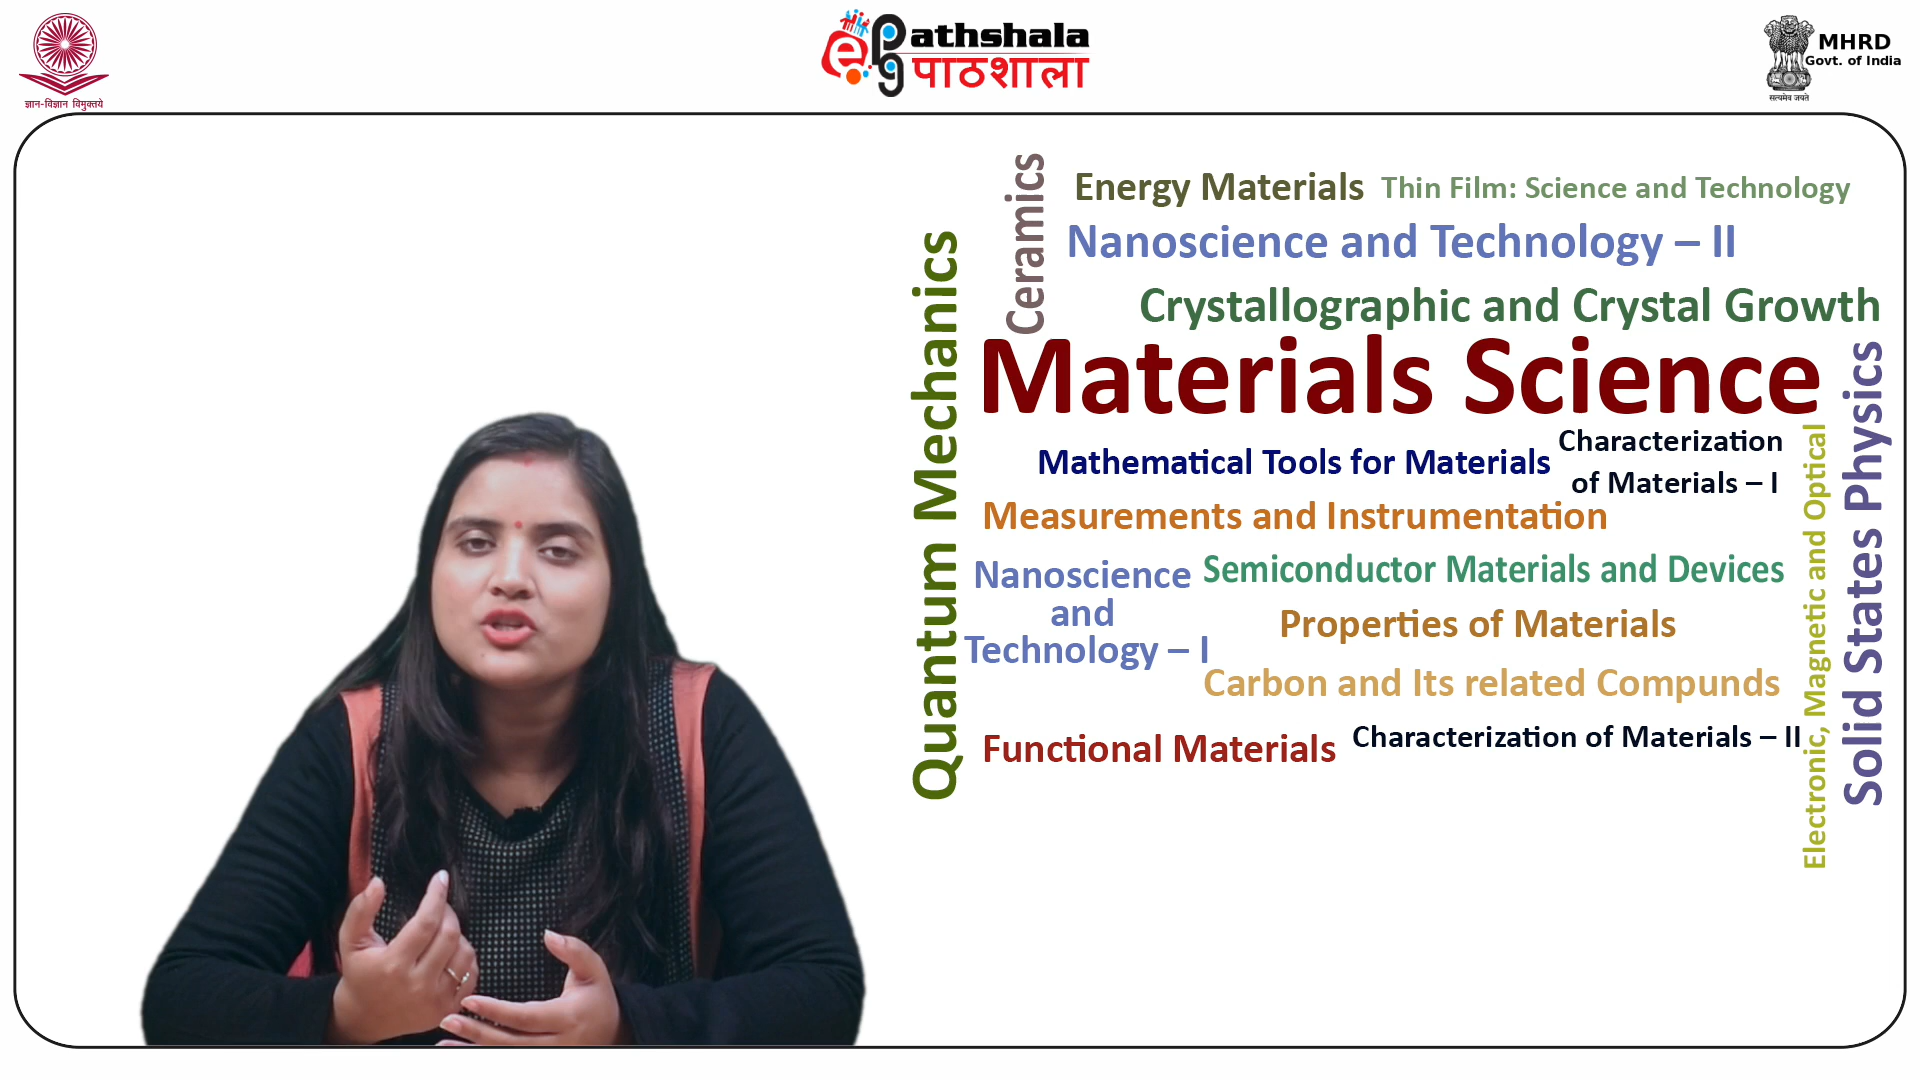 ज्ञान-विज्ञान विमुक्तये
ePathshala
पाठशाला
MHRD
Govt. of India
सत्यमेव जयते
Ceramics
Energy Materials
Thin Film: Science and Technology
Nanoscience and Technology – II
Crystallographic and Crystal Growth
Quantum Mechanics
Materials Science
Solid States Physics
Mathematical Tools for Materials
Characterization
of Materials – I
Electronic, Magnetic and Optical
Measurements and Instrumentation
Nanoscience
and
Technology – I
Semiconductor Materials and Devices
Properties of Materials
Carbon and Its related Compunds
Functional Materials
Characterization of Materials – II